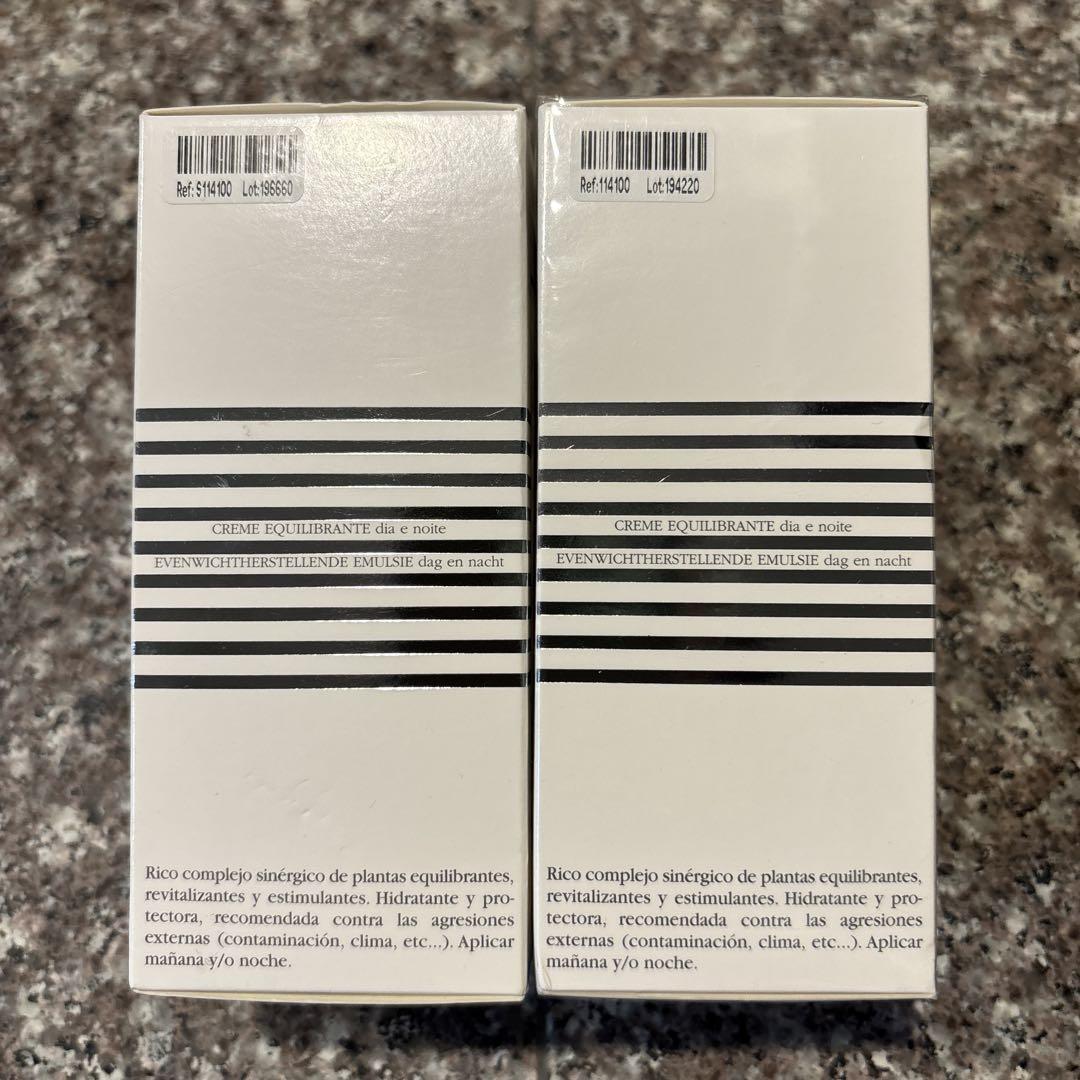 Ref: S114100 Lot:196660
CREME EQUILIBRANTE dia e noite
EVENWICHTHERSTELLENDE EMULSIE dag en nacht
Rico complejo sinérgico de plantas equilibrantes,
revitalizantes y estimulantes. Hidratante y pro-
tectora, recomendada contra las agresiones
externas (contaminación, clima, etc...). Aplicar
mañana y/o noche.
Ref:114100 Lot:194220
CREME EQUILIBRANTE dia e noite
EVENWICHTHERSTELLENDE EMULSIE dag en nacht
Rico complejo sinérgico de plantas equilibrantes,
revitalizantes y estimulantes. Hidratante y pro-
tectora, recomendada contra las agresiones
externas (contaminación, clima, etc...). Aplicar
mañana y/o noche.